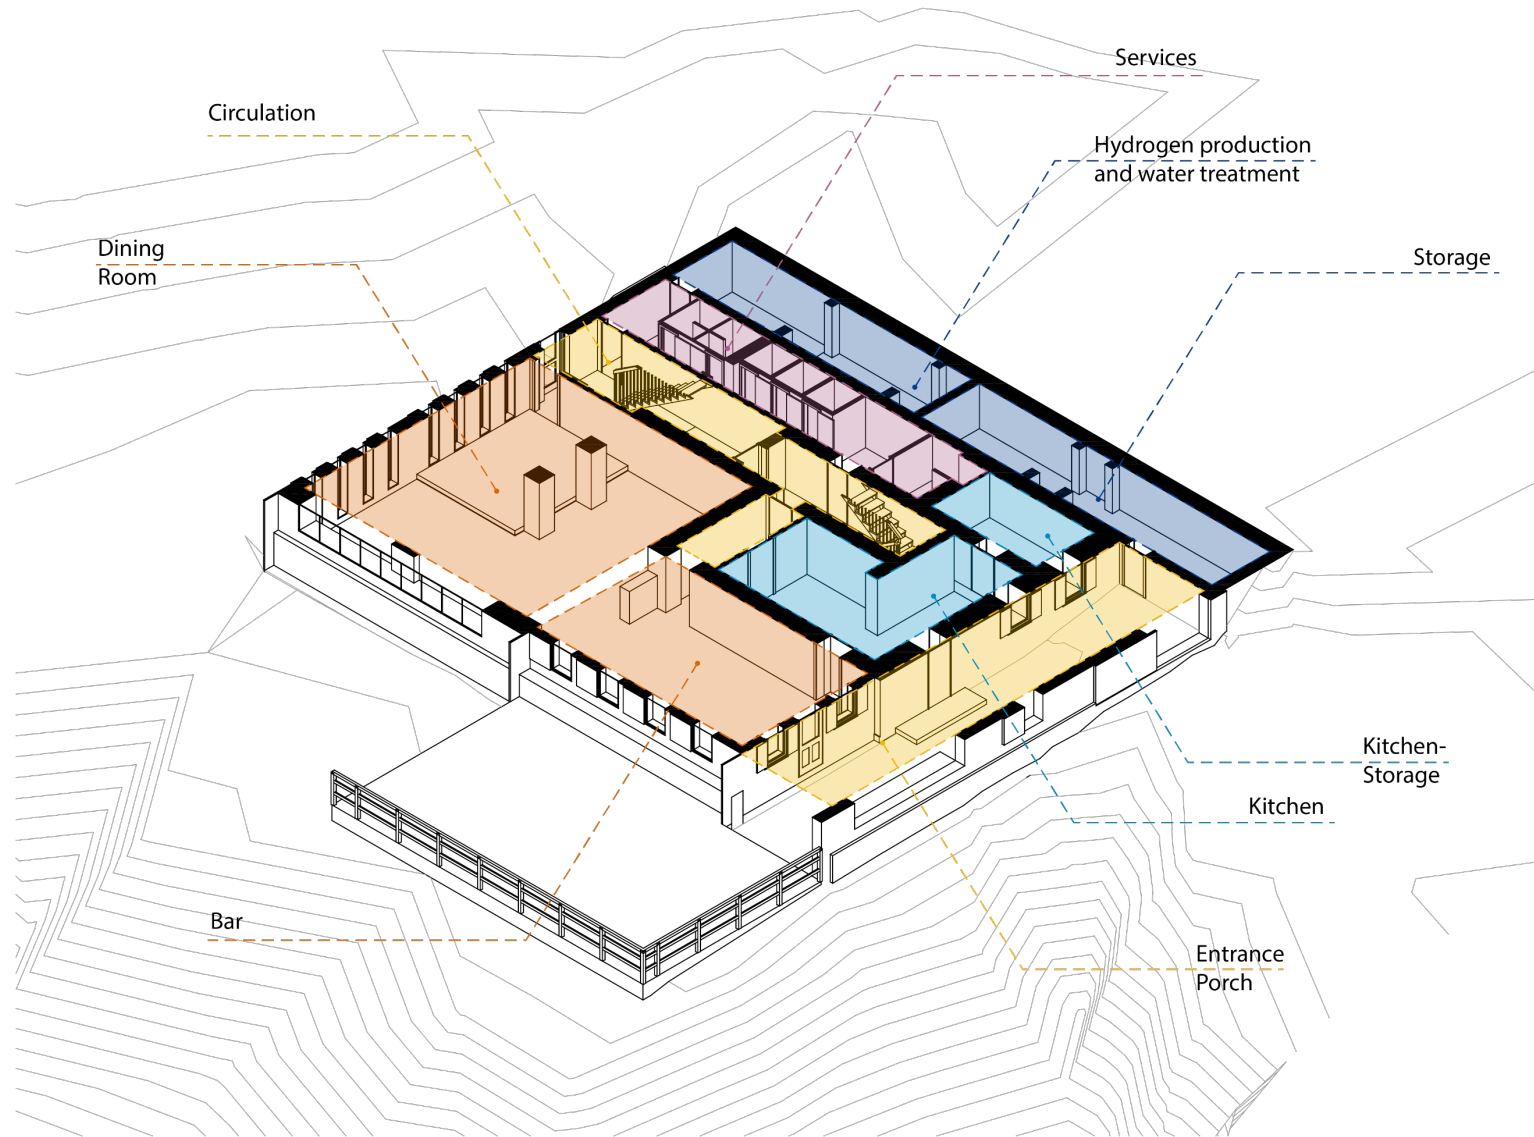 Services
Circulation
Hydrogen production
and water treatment
Dining
Room
Storage
Kitchen-
Storage
Kitchen
Bar
Entrance
Porch